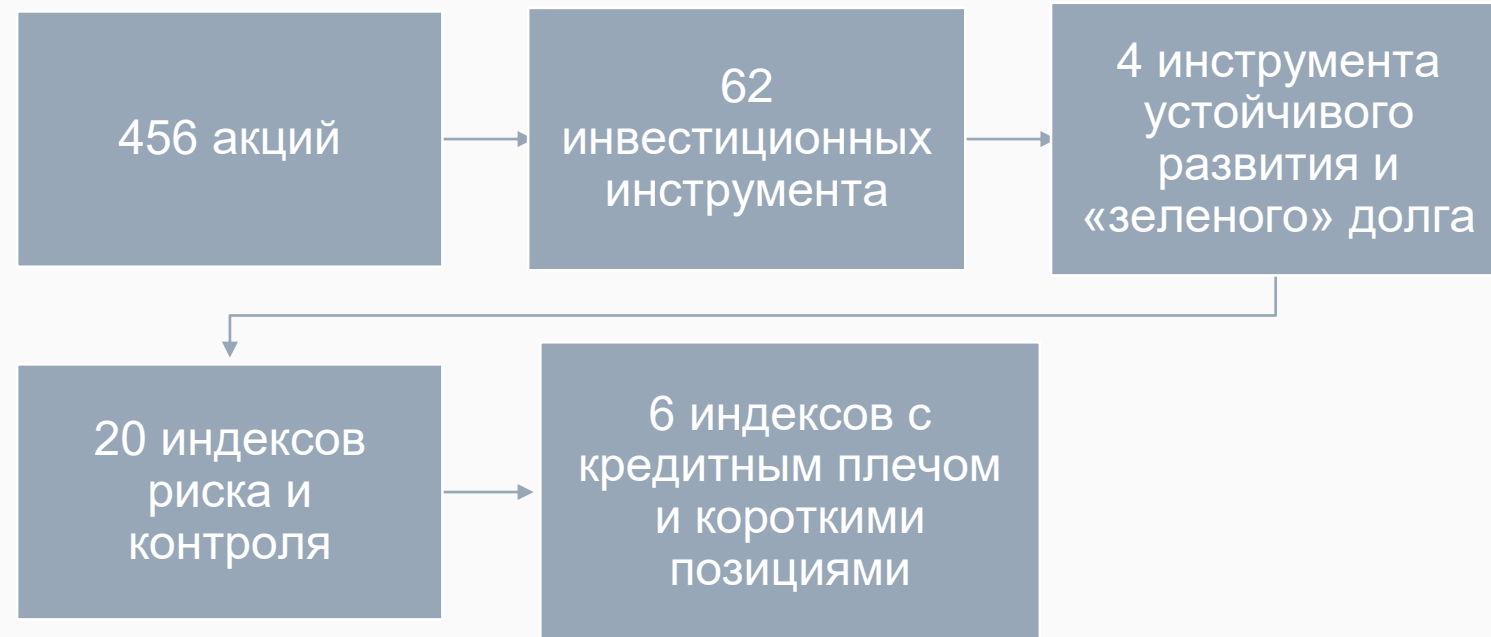 456 акций
62
инвестиционных
инструмента
4 инструмента
устойчивого
развития и
«зеленого» долга
20 индексов
риска и
контроля
6 индексов с
кредитным плечом
и короткими
позициями